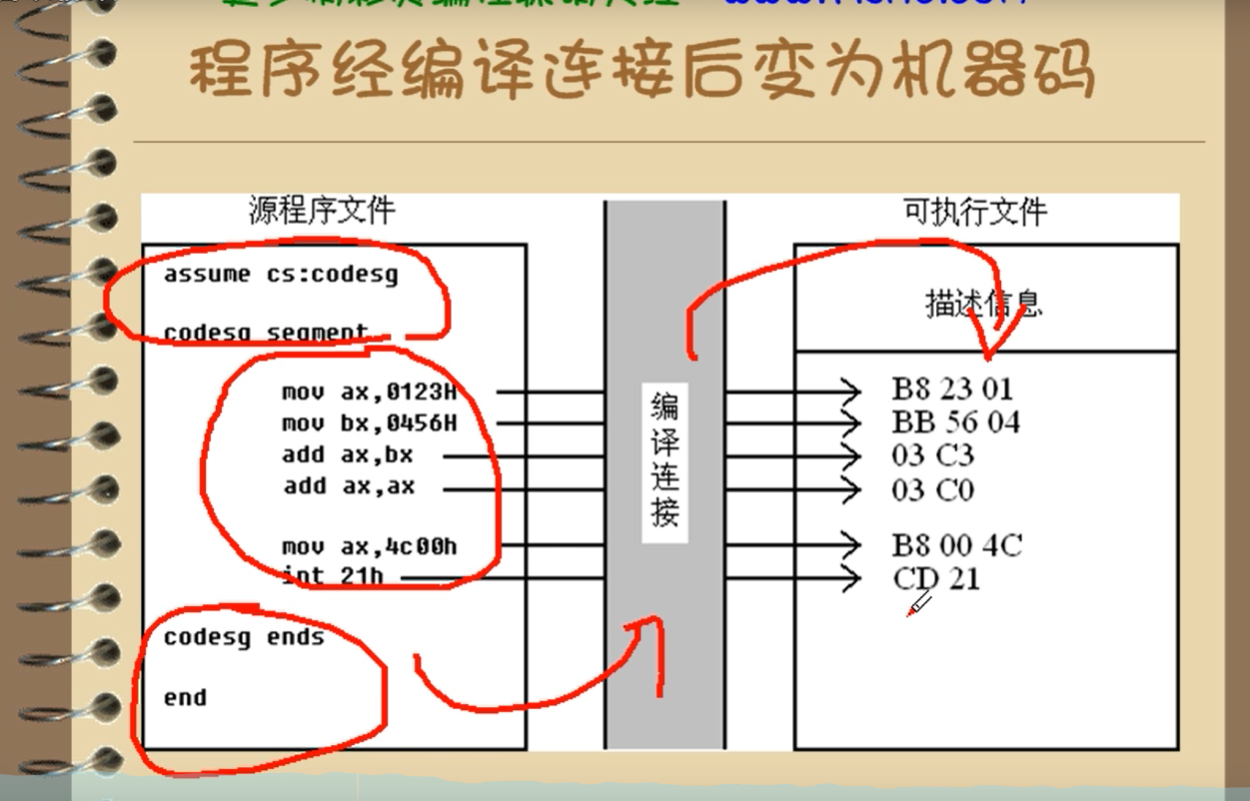 程序经编译连接后变为机器码
源程序文件
可执行文件
assume cs:codesg
codesg segment
mov ax,0123H
mov bx,0456H
add ax,bx
add ax,ax
mov ax,4c00h
int 21h
codesg ends
end
编译连接
描述信息
B8 23 01
BB 56 04
03 C3
03 C0
B8 00 4C
CD 21